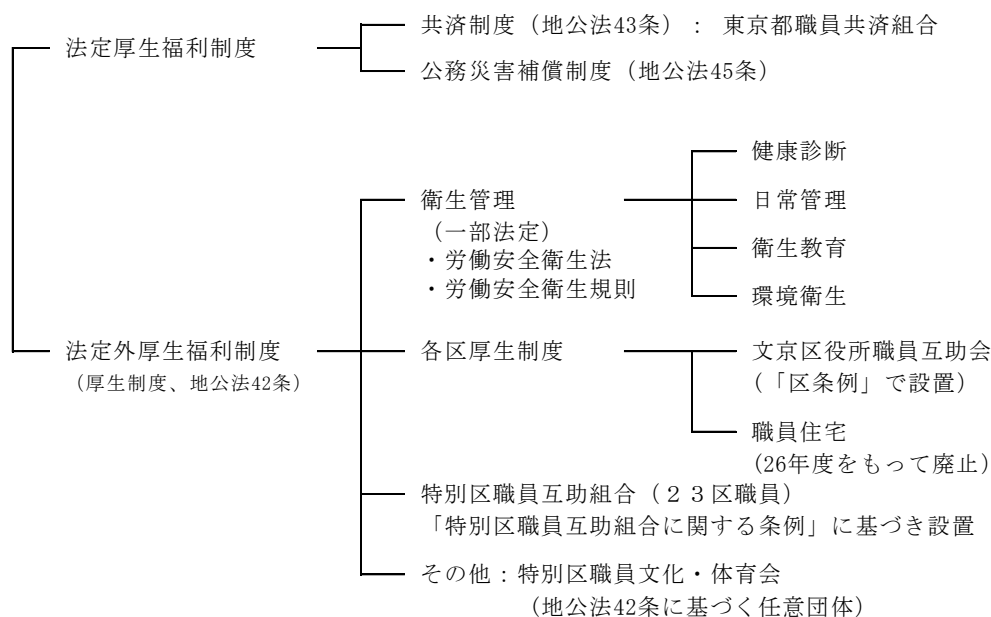 共済制度（地公法43条）： 東京都職員共済組合
法定厚生福利制度
公務災害補償制度（地公法45条）
健康診断
衛生管理
日常管理
（一部法定）
・労働安全衛生法
衛生教育
・労働安全衛生規則
環境衛生
法定外厚生福利制度
各区厚生制度
文京区役所職員互助会
（厚生制度、地公法42条）
（「区条例」で設置）
職員住宅
（26年度をもって廃止）
特別区職員互助組合（２３区職員）
「特別区職員互助組合に関する条例」に基づき設置
その他：特別区職員文化・体育会
（地公法42条に基づく任意団体）